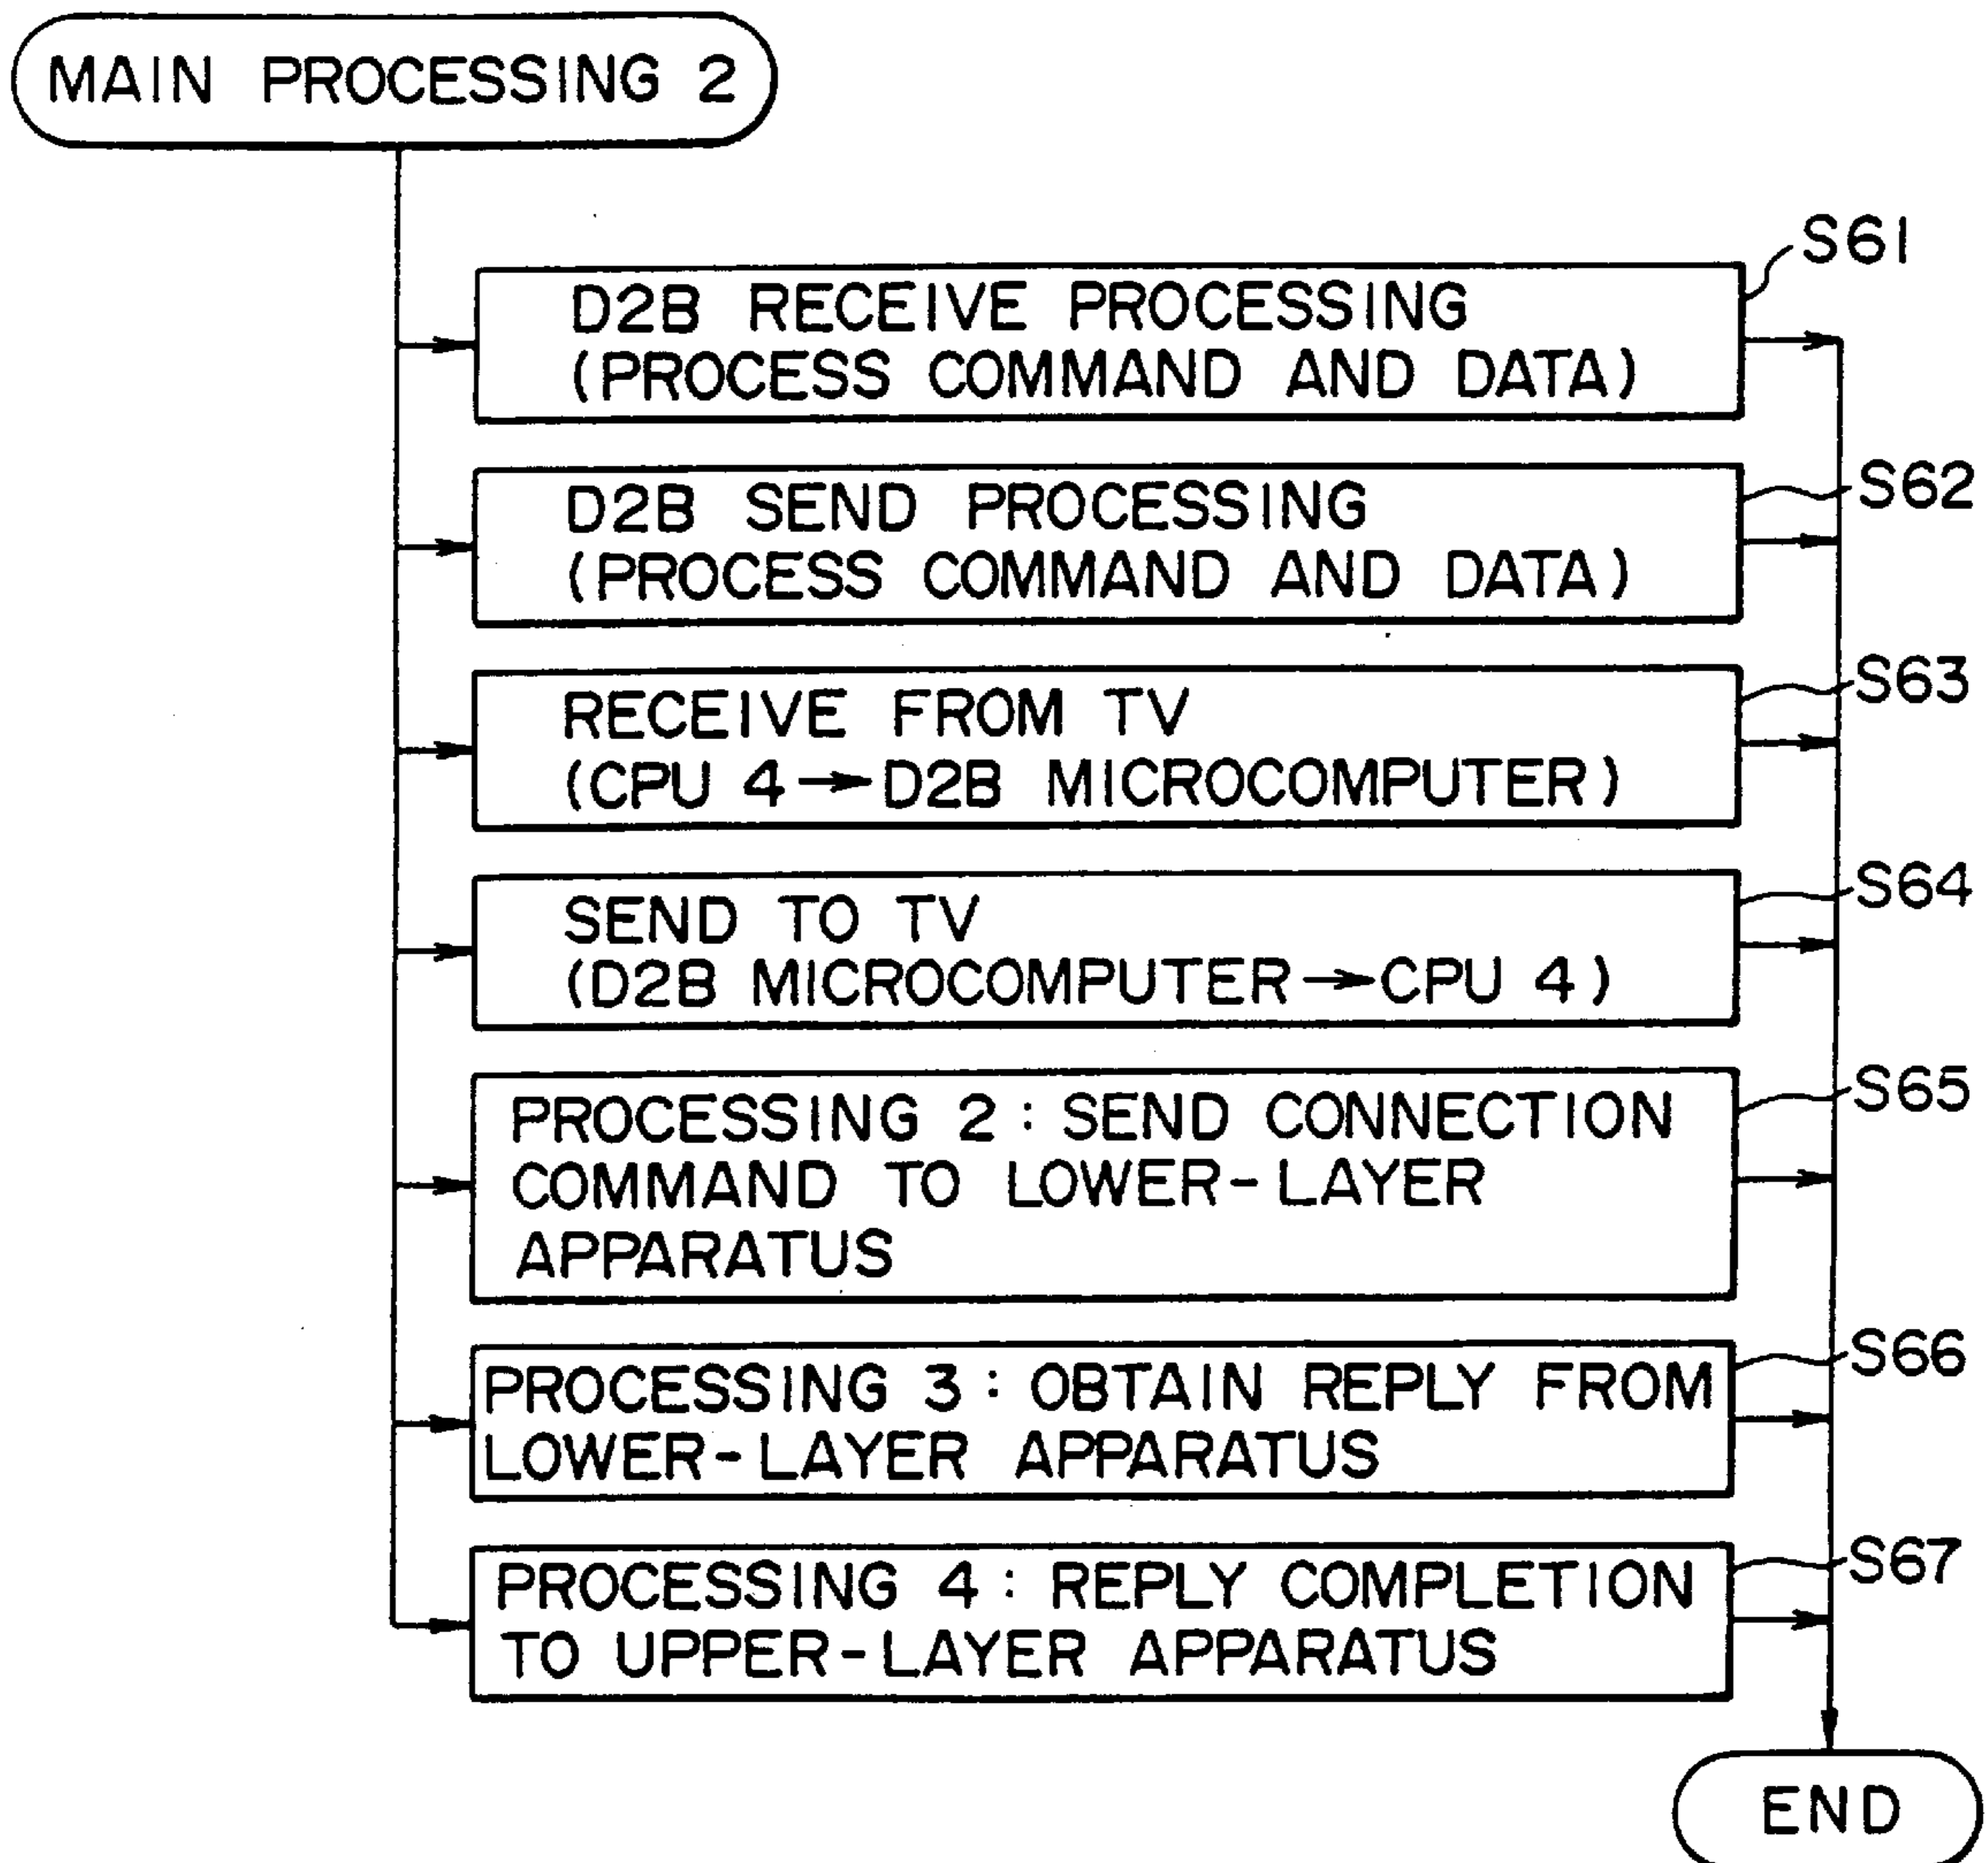 MAIN PROCESSING 2
S61
D2B RECEIVE PROCESSING
(PROCESS COMMAND AND DATA)
S62
D2B SEND PROCESSING
(PROCESS COMMAND AND DATA)
S63
RECEIVE FROM TV
(CPU 4→D2B MICROCOMPUTER)
S64
SEND TO TV
(D2B MICROCOMPUTER→CPU 4)
S65
PROCESSING 2: SEND CONNECTION
COMMAND TO LOWER-LAYER
APPARATUS
S66
PROCESSING 3: OBTAIN REPLY FROM
LOWER-LAYER APPARATUS
S67
PROCESSING 4: REPLY COMPLETION
TO UPPER-LAYER APPARATUS
END